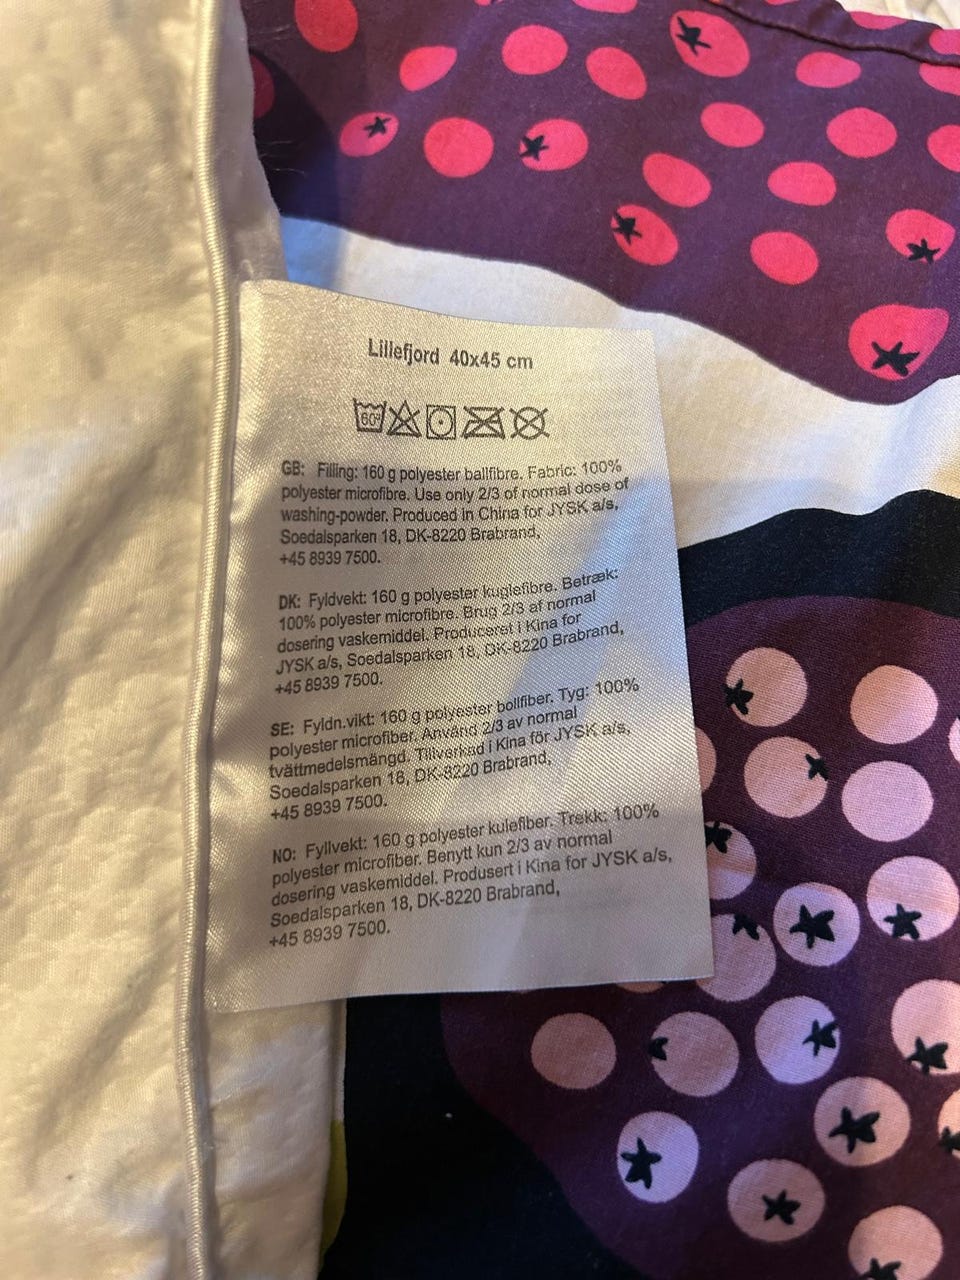 Lillefjord 40x45 cm
60°
GB: Filling: 160 g polyester ballfibre. Fabric: 100%
polyester microfibre. Use only 2/3 of normal dose of
washing-powder. Produced in China for JYSK a/s,
Soedalsparken 18, DK-8220 Brabrand,
+45 8939 7500.
DK: Fyldvekt: 160 g polyester kuglefibre. Betræk:
100% polyester microfibre. Brug 2/3 af normal
dosering vaskemiddel. Produceret i Kina for
JYSK a/s, Soedalsparken 18, DK-8220 Brabrand,
+45 8939 7500.
SE: Fyldn.vikt: 160 g polyester bollfiber. Tyg: 100%
polyester microfiber. Använd 2/3 av normal
tvättmedelsmängd. Tillverkad i Kina för JYSK a/s,
Soedalsparken 18, DK-8220 Brabrand,
+45 8939 7500.
NO: Fyllvekt: 160 g polyester kulefiber. Trekk: 100%
polyester microfiber. Benytt kun 2/3 av normal
dosering vaskemiddel. Produsert i Kina for JYSK a/s,
Soedalsparken 18, DK-8220 Brabrand,
+45 8939 7500.